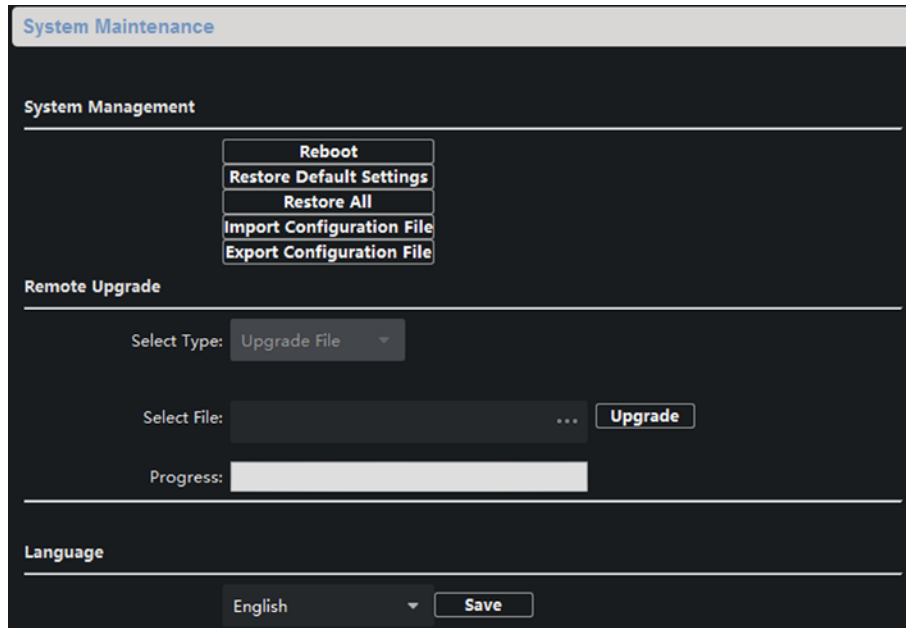 System Maintenance
System Management
Reboot
Restore Default Settings
Restore All
Import Configuration File
Export Configuration File
Remote Upgrade
Select Type: Upgrade File
Select File: ... Upgrade
Progress:
Language
English Save